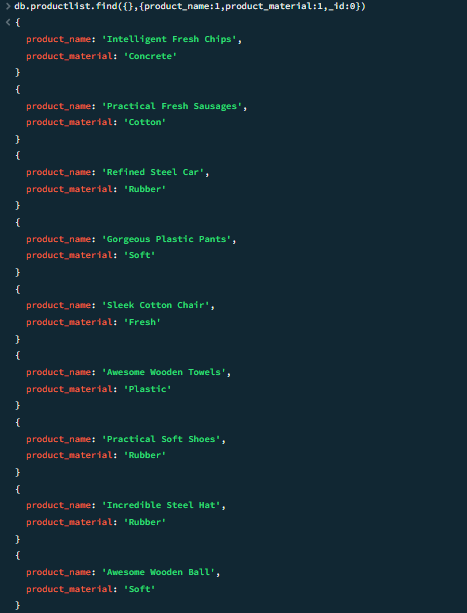 > db.productlist.find({},{product_name:1,product_material:1,_id:0})
< {
product_name: 'Intelligent Fresh Chips',
product_material: 'Concrete'
}
{
product_name: 'Practical Fresh Sausages',
product_material: 'Cotton'
}
{
product_name: 'Refined Steel Car',
product_material: 'Rubber'
}
{
product_name: 'Gorgeous Plastic Pants',
product_material: 'Soft'
}
{
product_name: 'Sleek Cotton Chair',
product_material: 'Fresh'
}
{
product_name: 'Awesome Wooden Towels',
product_material: 'Plastic'
}
{
product_name: 'Practical Soft Shoes',
product_material: 'Rubber'
}
{
product_name: 'Incredible Steel Hat',
product_material: 'Rubber'
}
{
product_name: 'Awesome Wooden Ball',
product_material: 'Soft'
}